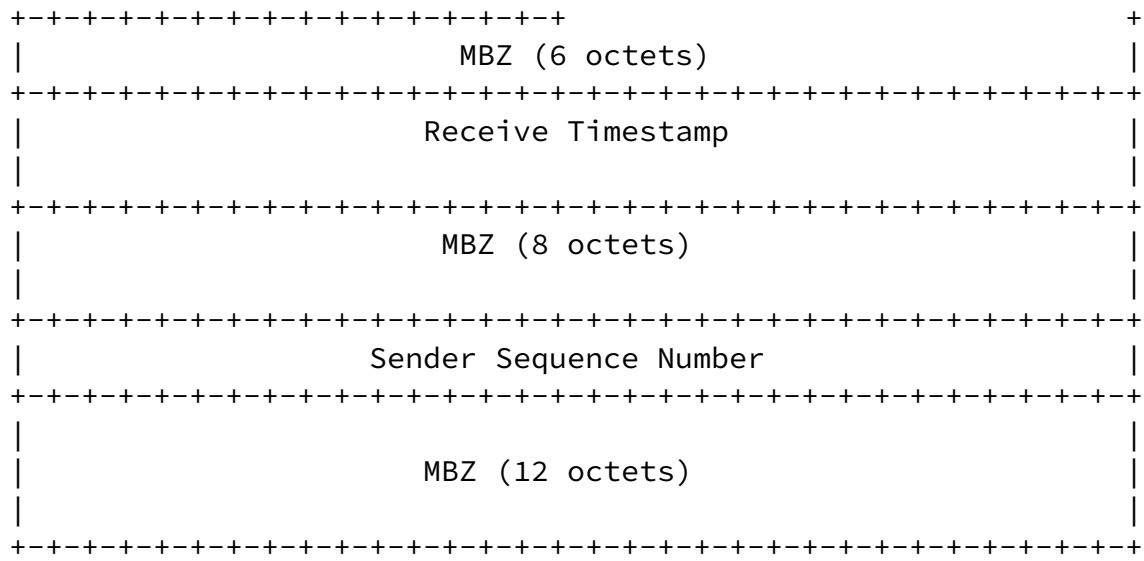 +-+-+-+-+-+-+-+-+-+-+-+-+-+-+-+                               +
|                        MBZ (6 octets)                         |
+-+-+-+-+-+-+-+-+-+-+-+-+-+-+-+-+-+-+-+-+-+-+-+-+-+-+-+-+-+-+-+-+
|                      Receive Timestamp                        |
|                                                               |
+-+-+-+-+-+-+-+-+-+-+-+-+-+-+-+-+-+-+-+-+-+-+-+-+-+-+-+-+-+-+-+-+
|                       MBZ (8 octets)                          |
|                                                               |
+-+-+-+-+-+-+-+-+-+-+-+-+-+-+-+-+-+-+-+-+-+-+-+-+-+-+-+-+-+-+-+-+
|                   Sender Sequence Number                      |
+-+-+-+-+-+-+-+-+-+-+-+-+-+-+-+-+-+-+-+-+-+-+-+-+-+-+-+-+-+-+-+-+
|                                                               |
|                      MBZ (12 octets)                          |
|                                                               |
+-+-+-+-+-+-+-+-+-+-+-+-+-+-+-+-+-+-+-+-+-+-+-+-+-+-+-+-+-+-+-+-+